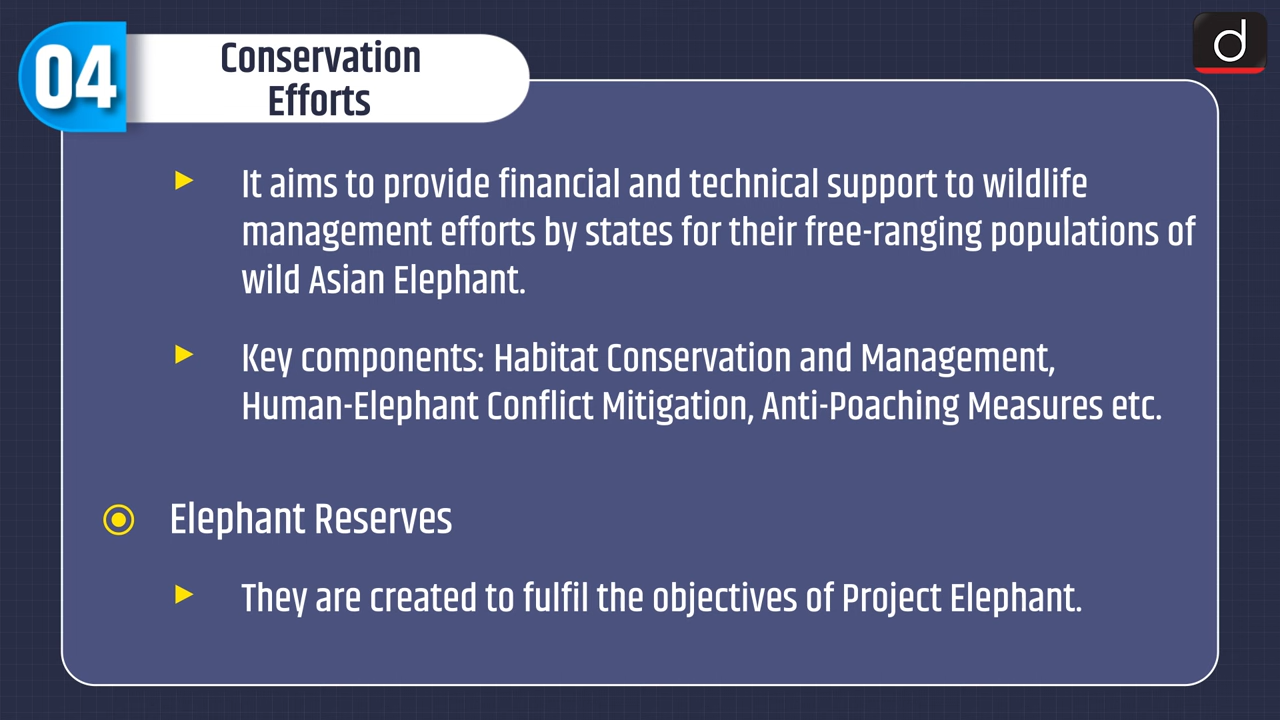 04
Conservation
Efforts
d
It aims to provide financial and technical support to wildlife
management efforts by states for their free-ranging populations of
wild Asian Elephant.
Key components: Habitat Conservation and Management,
Human-Elephant Conflict Mitigation, Anti-Poaching Measures etc.
Elephant Reserves
They are created to fulfil the objectives of Project Elephant.